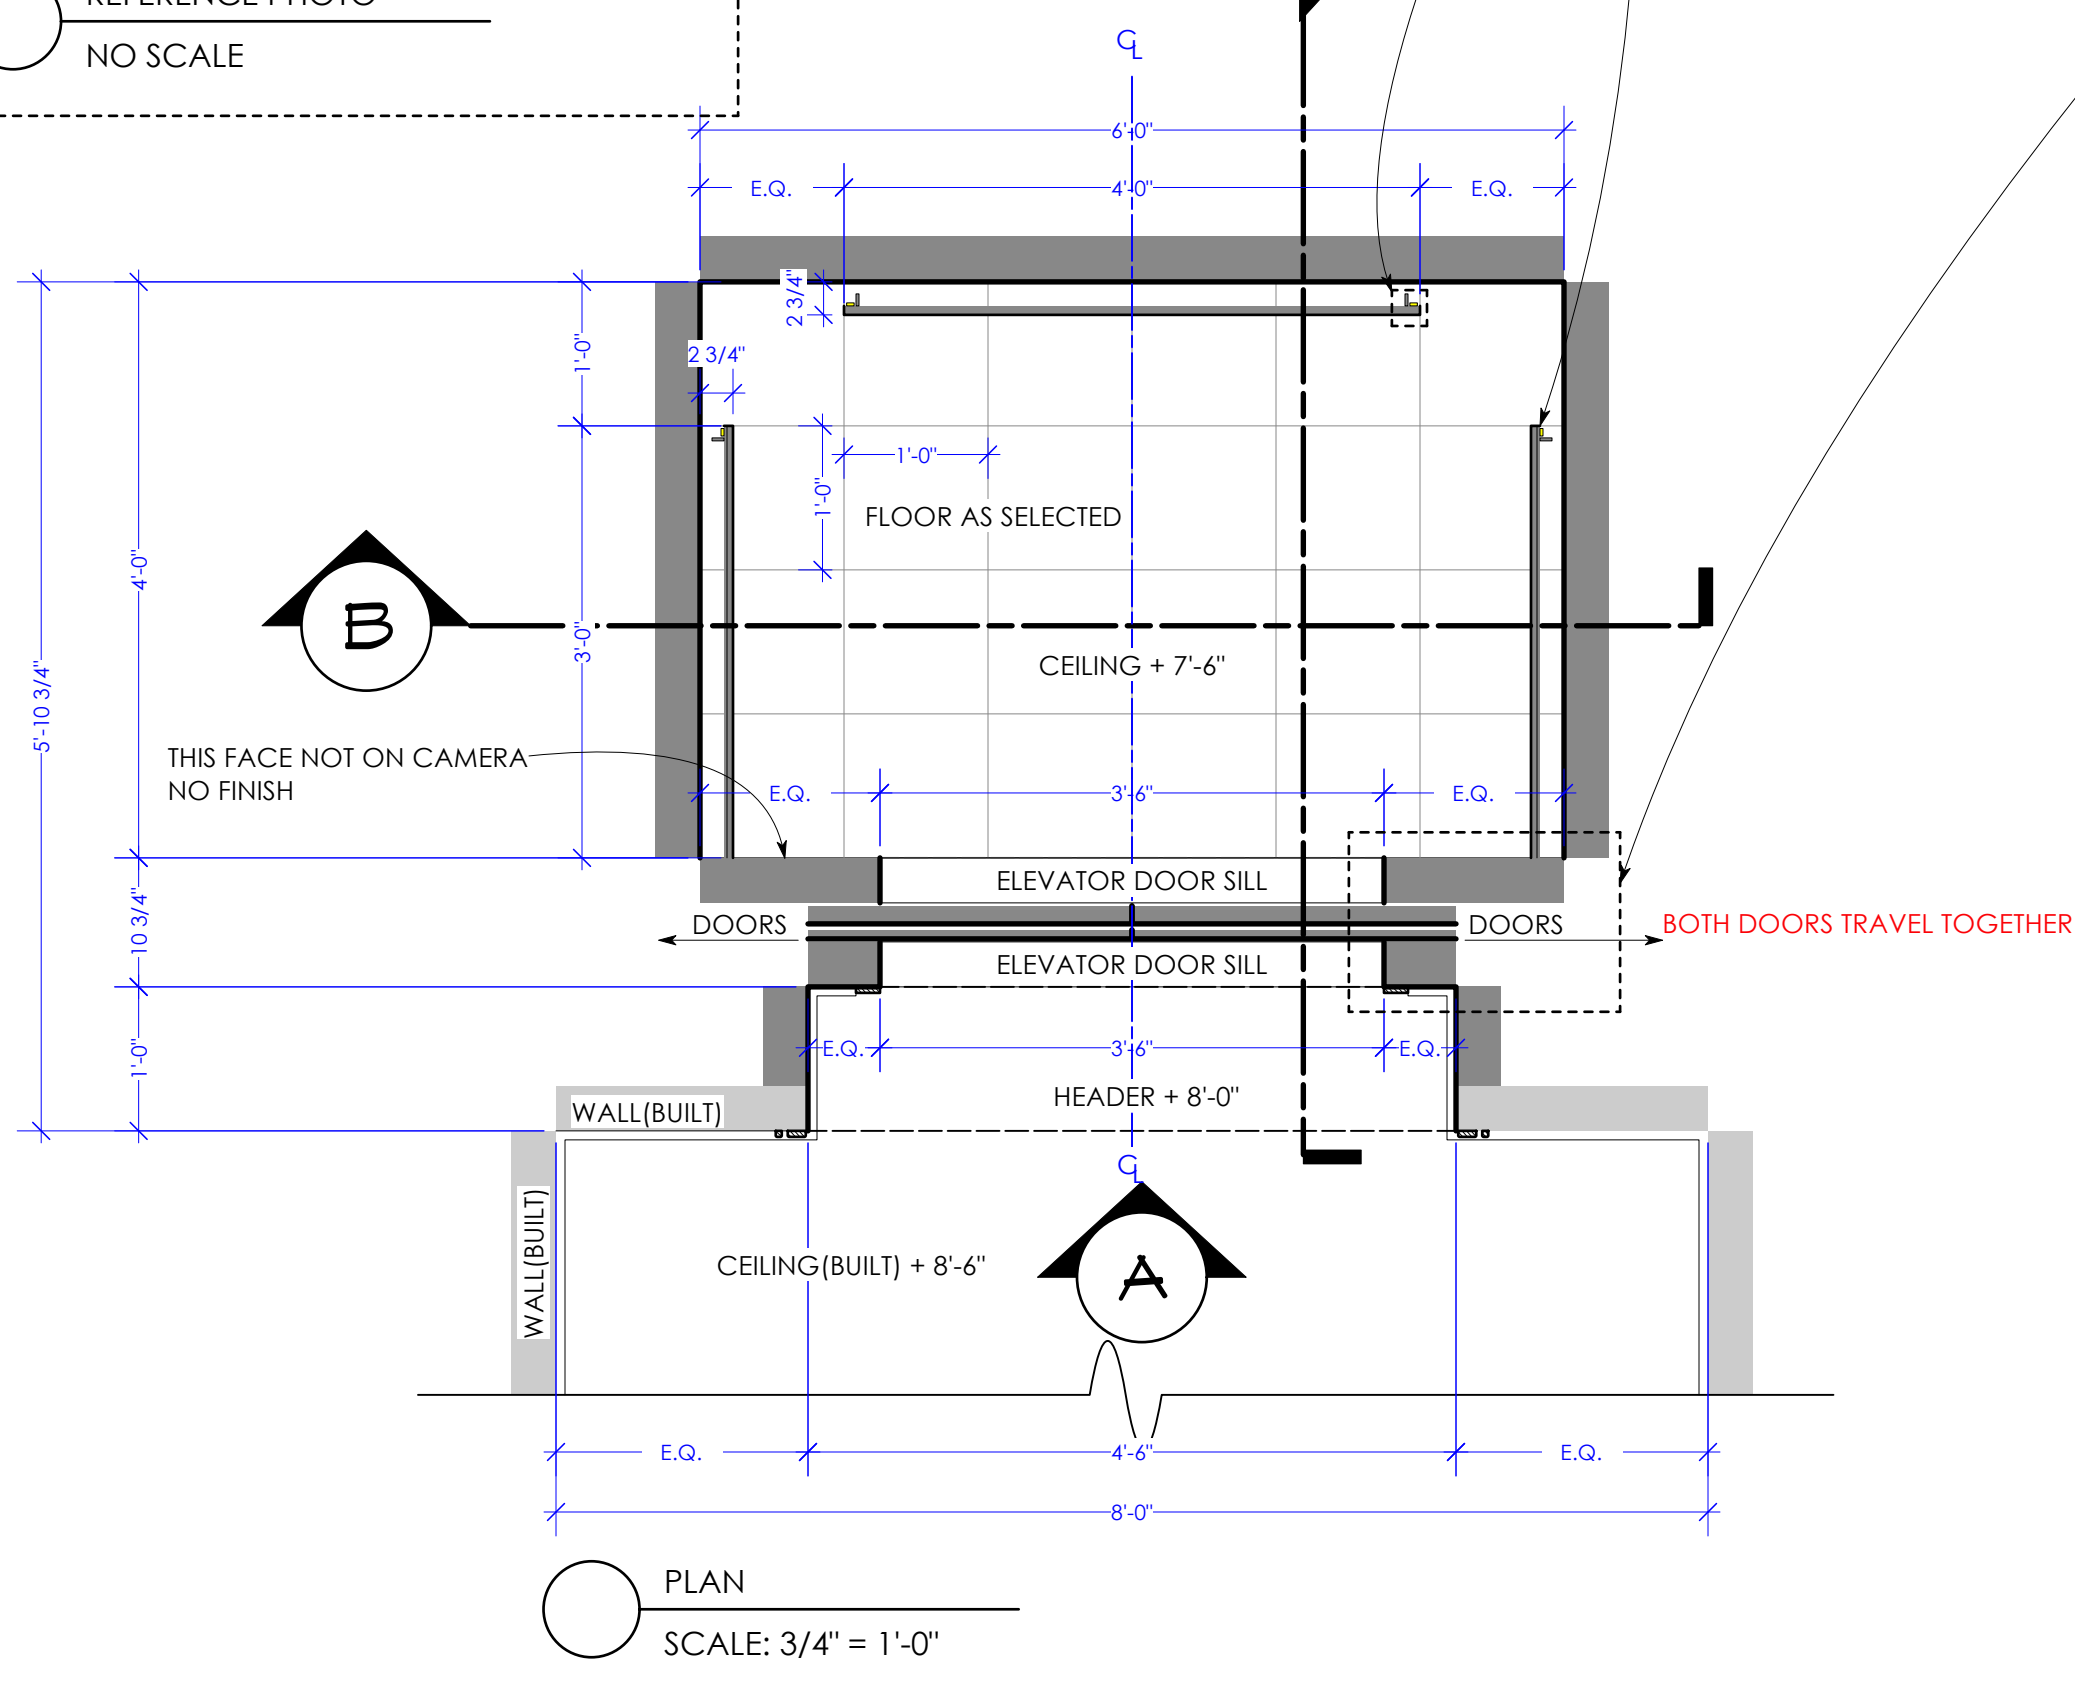 REFERENCE PHOTO
NO SCALE
CL
6'-0"
E.Q.
4'-0"
E.Q.
2 3/4"
2 3/4"
1'-0"
1'-0"
1'-0"
FLOOR AS SELECTED
4'-0"
B
3'-0"
CEILING + 7'-6"
5'-10 3/4"
THIS FACE NOT ON CAMERA
NO FINISH
E.Q.
3'-6"
E.Q.
ELEVATOR DOOR SILL
10 3/4"
DOORS
DOORS
BOTH DOORS TRAVEL TOGETHER
ELEVATOR DOOR SILL
1'-0"
E.Q.
3'-6"
E.Q.
HEADER + 8'-0"
WALL(BUILT)
CL
WALL(BUILT)
CEILING(BUILT) + 8'-6"
A
E.Q.
4'-6"
E.Q.
8'-0"
PLAN
SCALE: 3/4" = 1'-0"